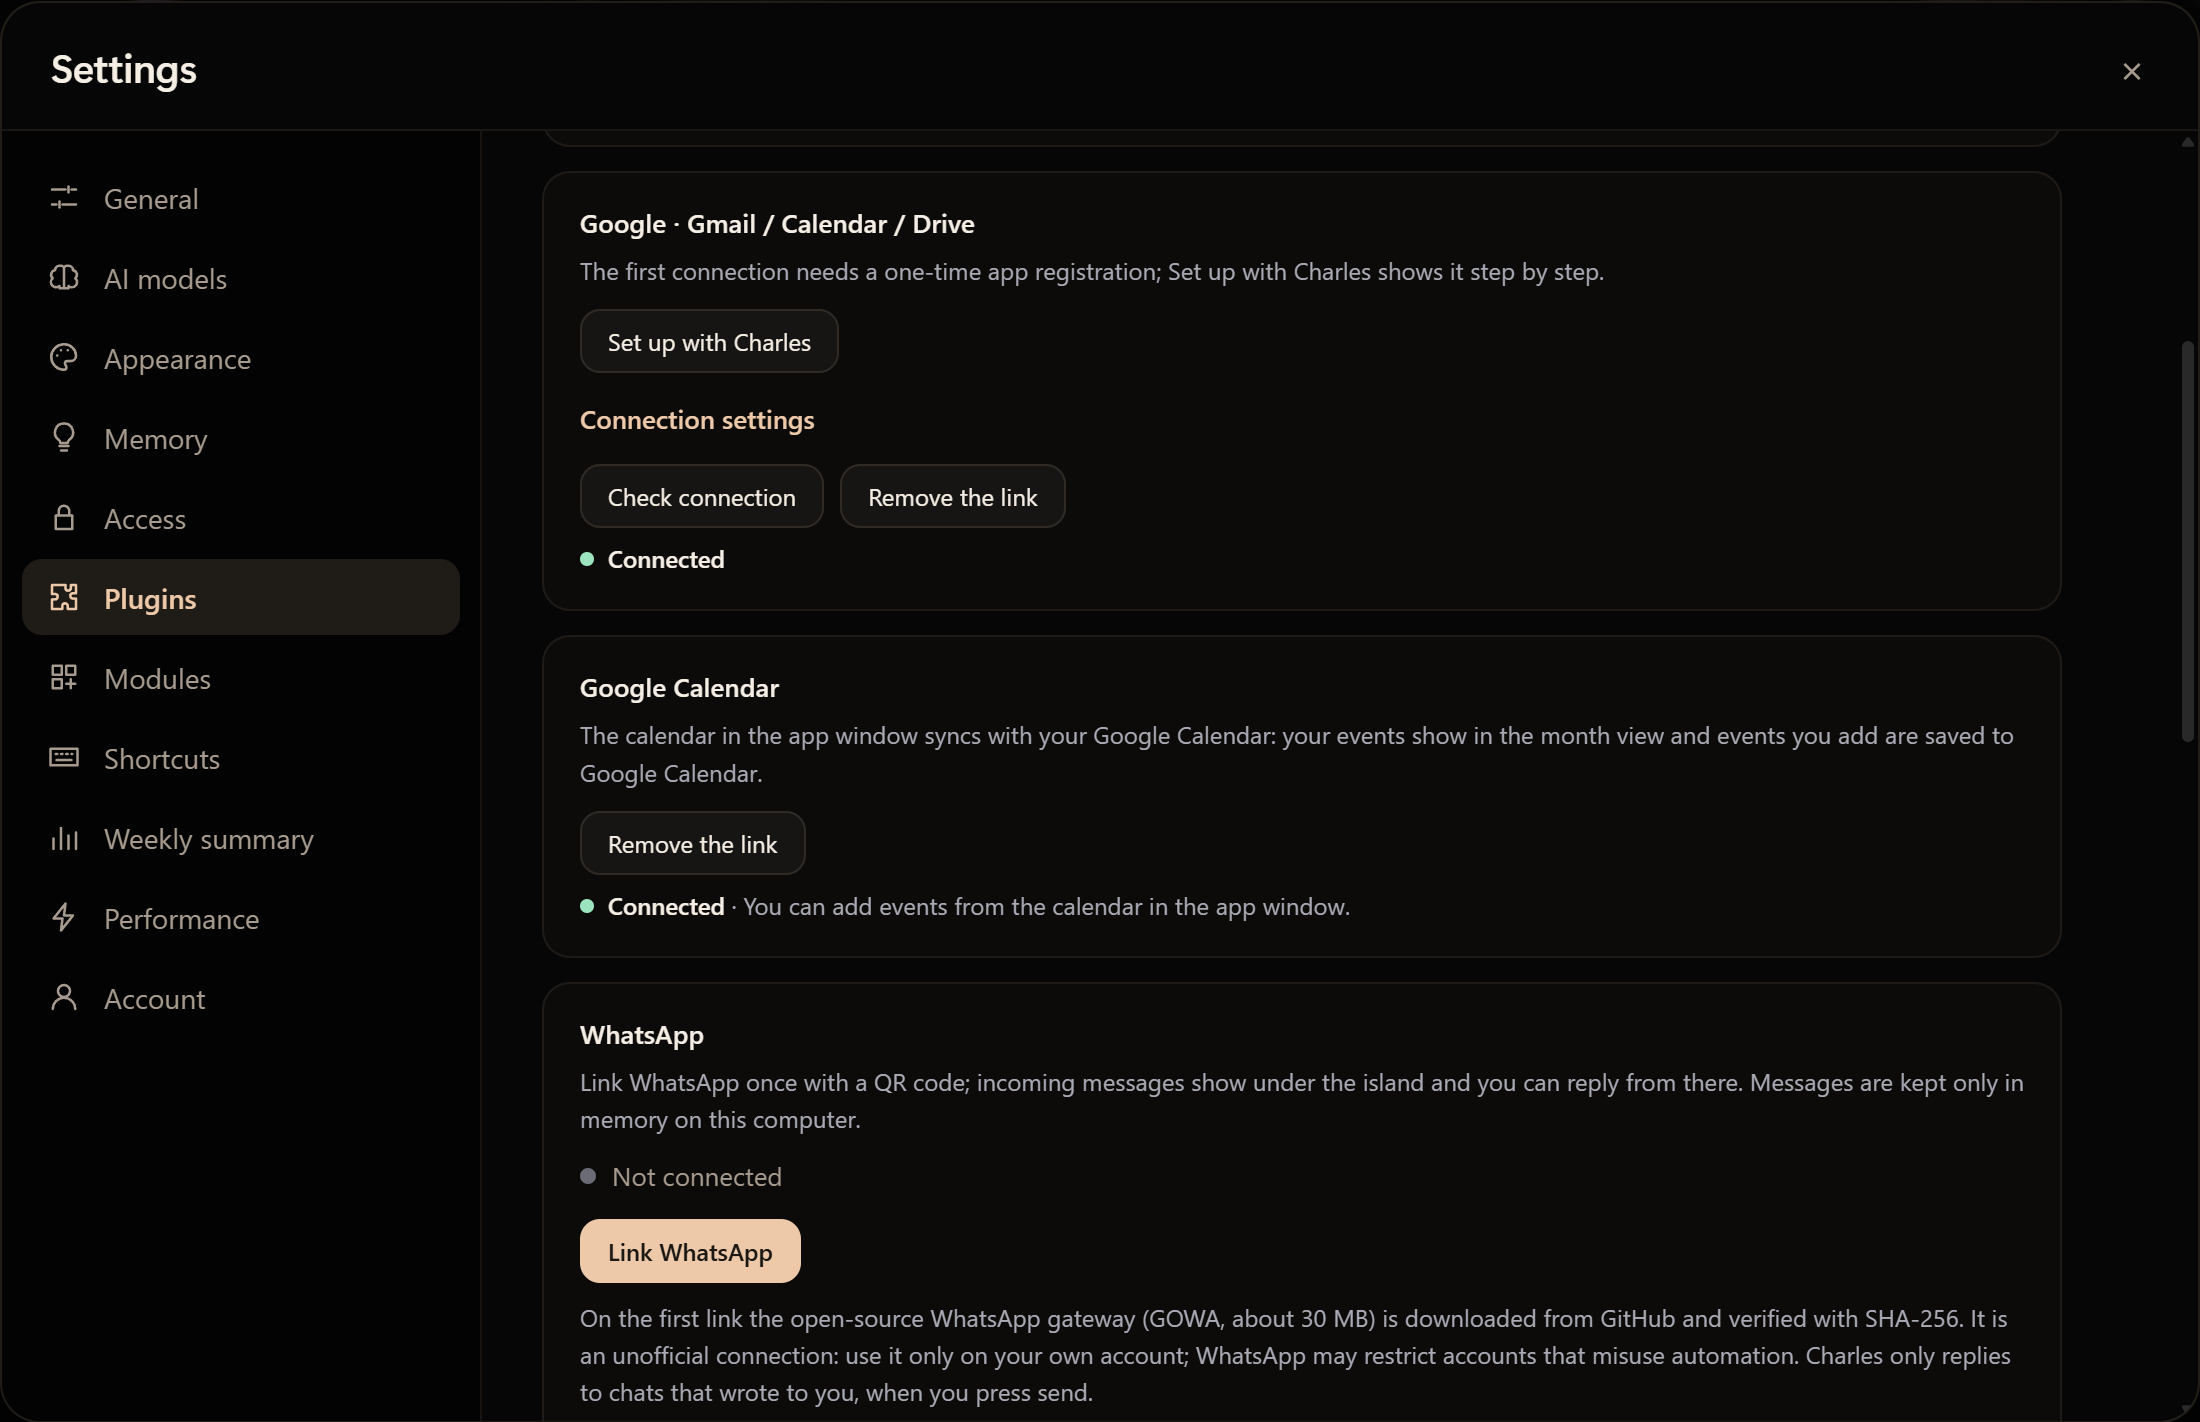 Settings
General
AI models
Appearance
Memory
Access
Plugins
Modules
Shortcuts
Weekly summary
Performance
Account
Google · Gmail / Calendar / Drive
The first connection needs a one-time app registration; Set up with Charles shows it step by step.
Set up with Charles
Connection settings
Check connection
Remove the link
Connected
Google Calendar
The calendar in the app window syncs with your Google Calendar: your events show in the month view and events you add are saved to
Google Calendar.
Remove the link
Connected · You can add events from the calendar in the app window.
WhatsApp
Link WhatsApp once with a QR code; incoming messages show under the island and you can reply from there. Messages are kept only in
memory on this computer.
Not connected
Link WhatsApp
On the first link the open-source WhatsApp gateway (GOWA, about 30 MB) is downloaded from GitHub and verified with SHA-256. It is
an unofficial connection: use it only on your own account; WhatsApp may restrict accounts that misuse automation. Charles only replies
to chats that wrote to you, when you press send.